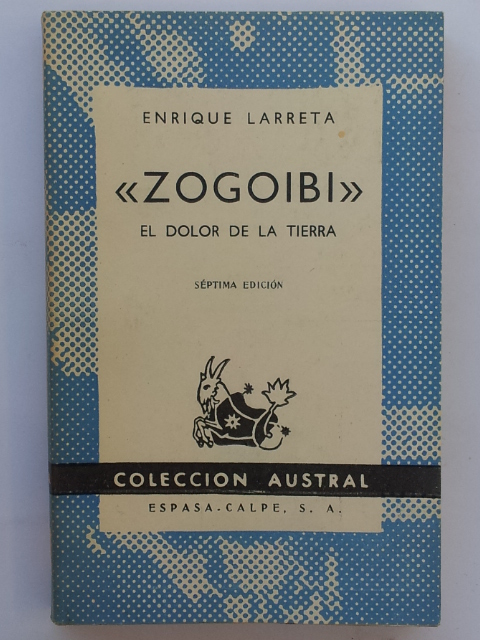 ENRIQUE LARRETA
«ZOGOIBI»
EL DOLOR DE LA TIERRA
SÉPTIMA EDICIÓN
COLECCION AUSTRAL
ESPASA-CALPE, S. A.